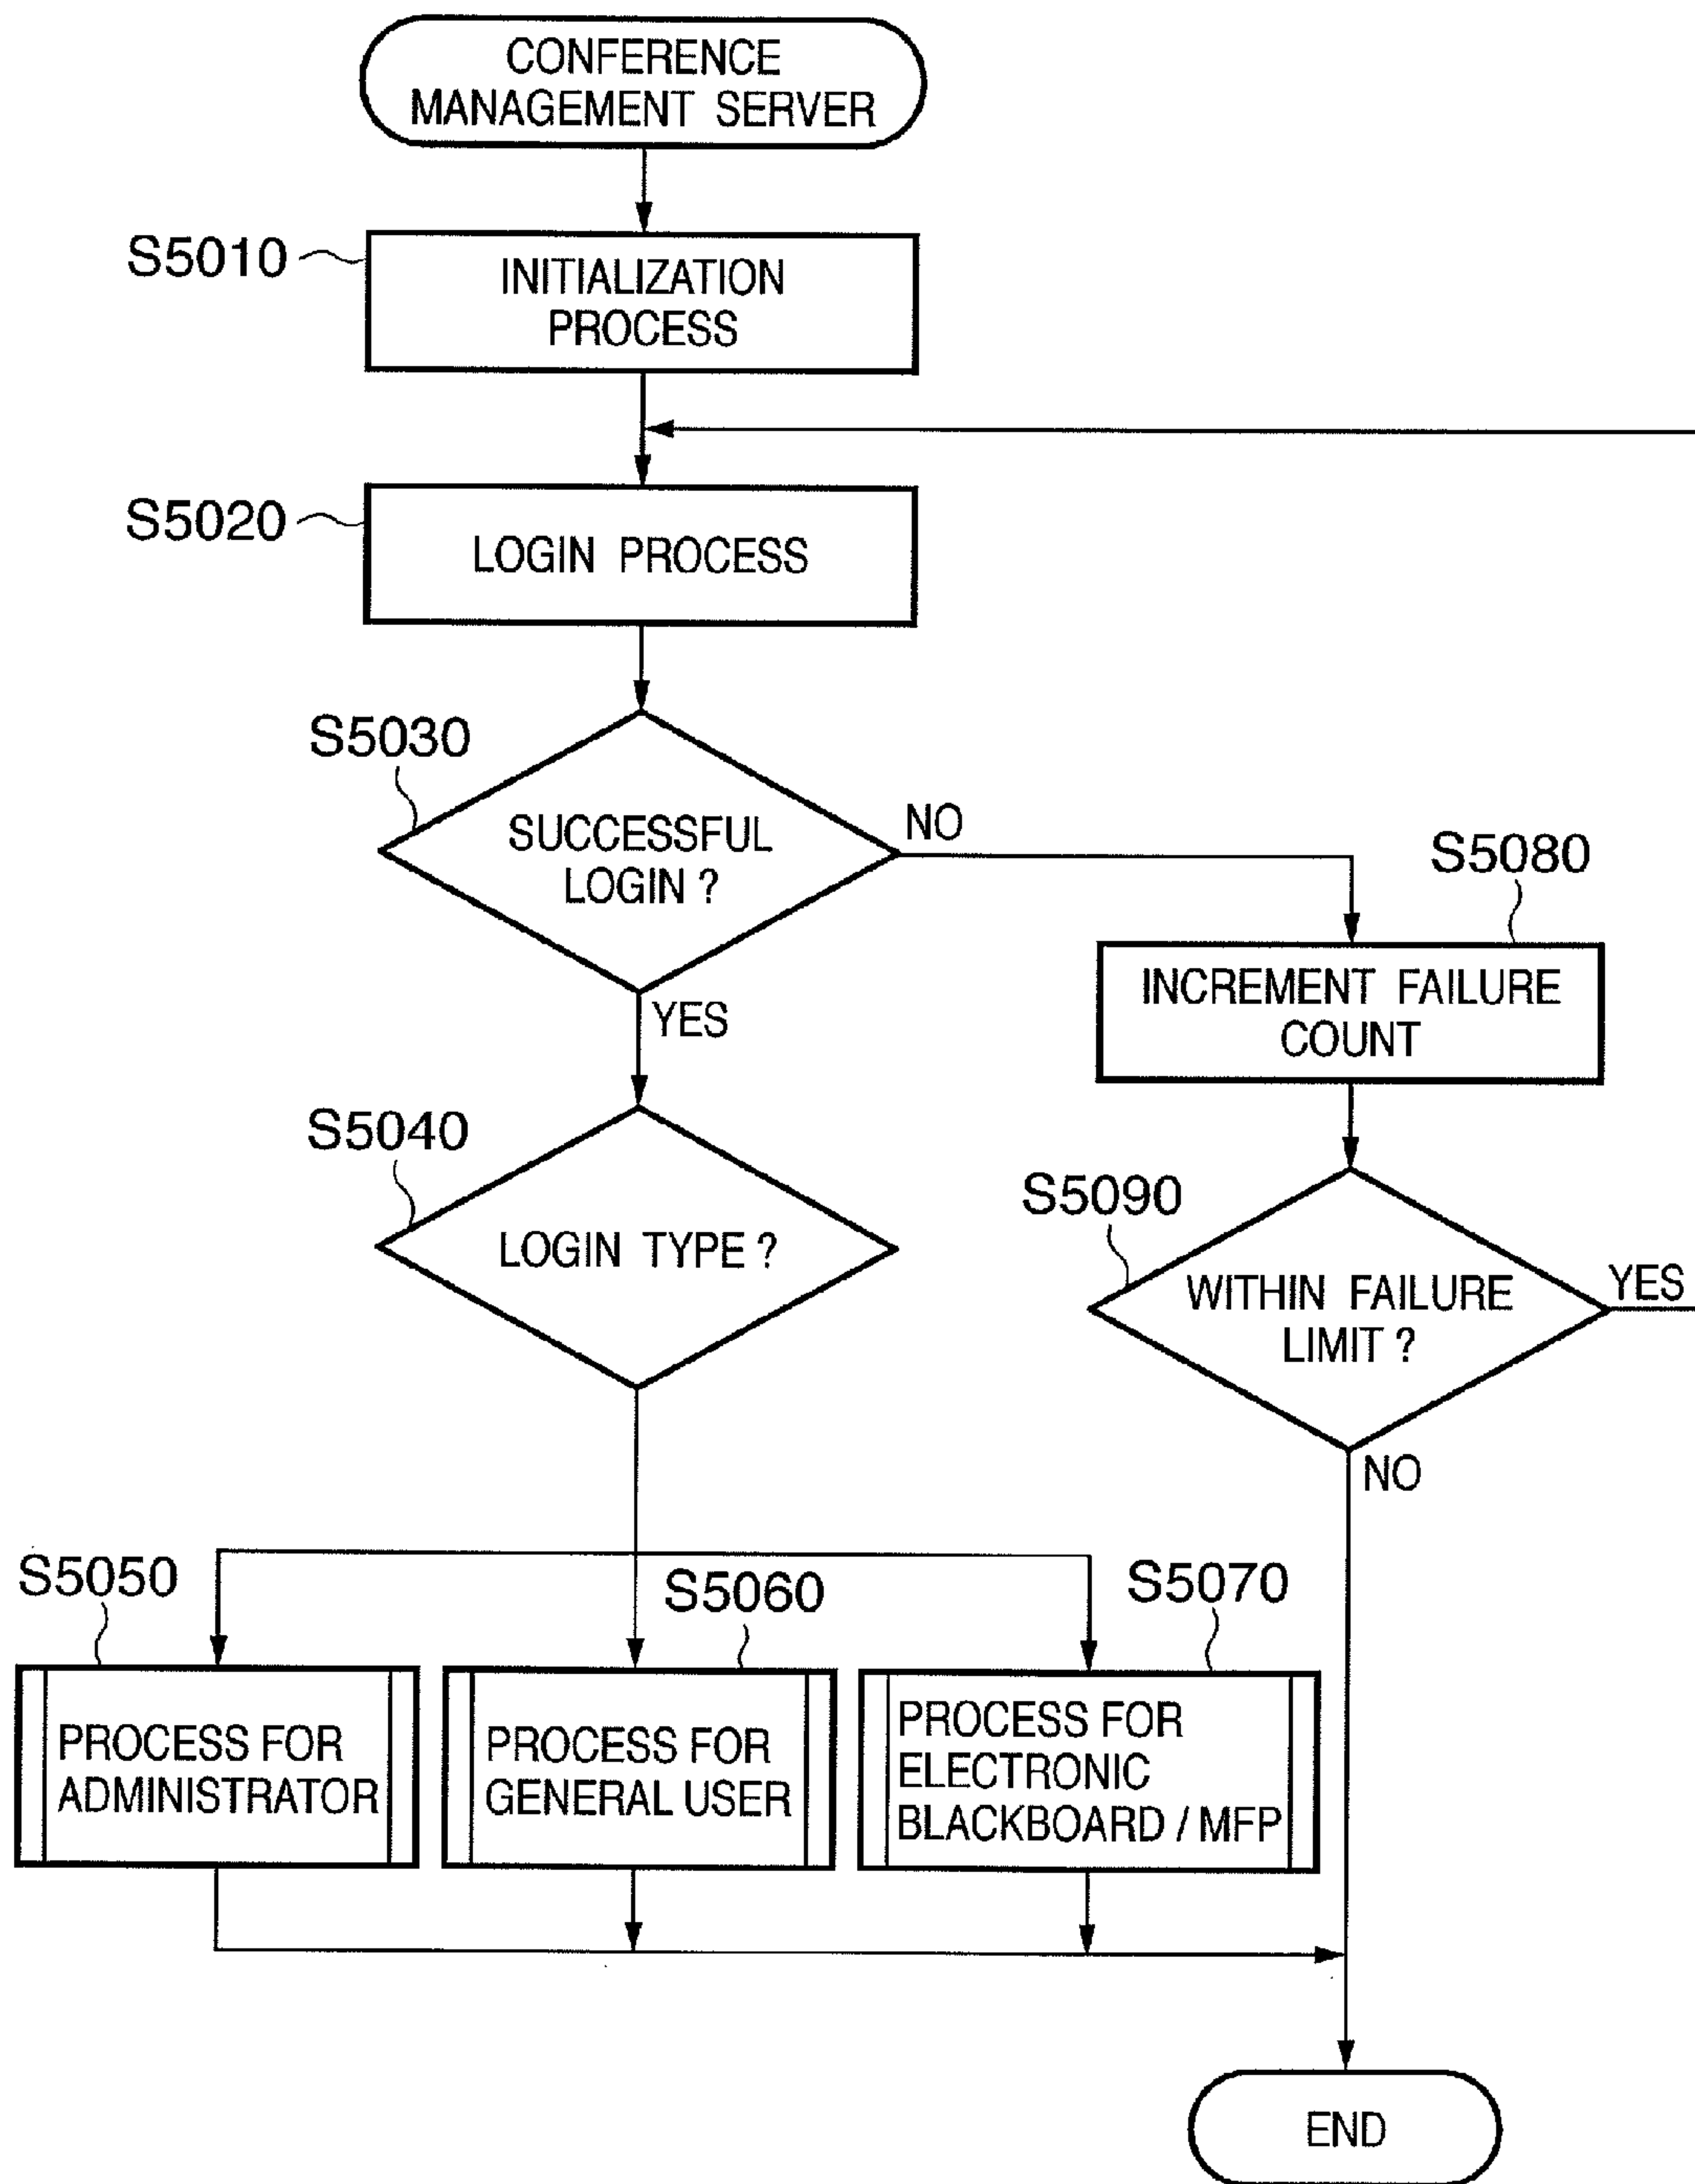 CONFERENCE
MANAGEMENT SERVER
S5010
INITIALIZATION
PROCESS
S5020
LOGIN PROCESS
S5030
SUCCESSFUL
LOGIN ?
NO
YES
S5080
INCREMENT FAILURE
COUNT
S5040
LOGIN TYPE ?
S5090
WITHIN FAILURE
LIMIT ?
YES
NO
S5050
PROCESS FOR
ADMINISTRATOR
S5060
PROCESS FOR
GENERAL USER
S5070
PROCESS FOR
ELECTRONIC
BLACKBOARD / MFP
END